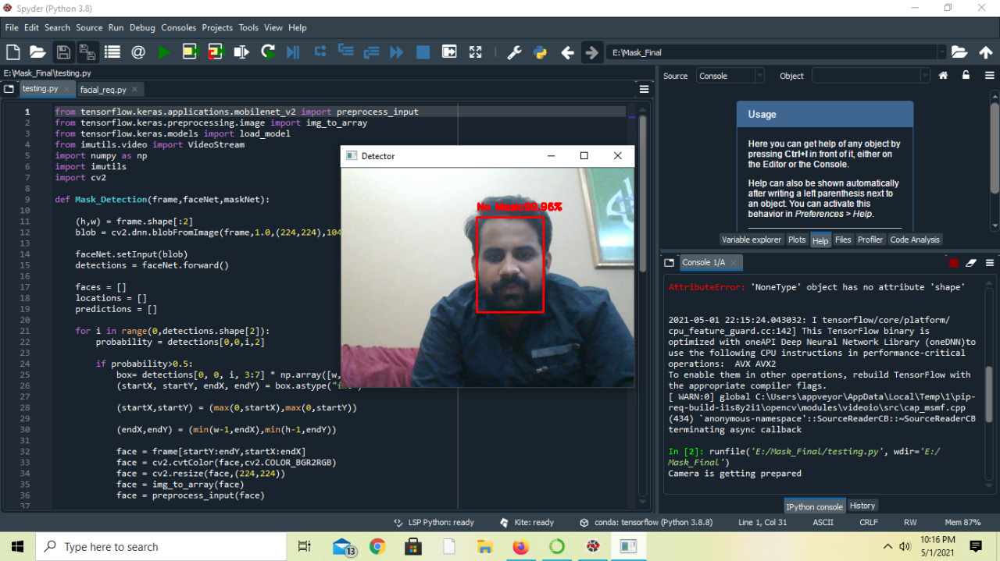 Spyder (Python 3.8)
File Edit Search Source Run Debug Consoles Projects Tools View Help
E:\Mask_Final
E:\Mask_Final\testing.py
testing.py
facial_req.py
1 from tensorflow.keras.applications.mobilenet_v2 import preprocess_input
2 from tensorflow.keras.preprocessing.image import img_to_array
3 from tensorflow.keras.models import load_model
4 from imutils.video import VideoStream
5 import numpy as np
6 import imutils
7 import cv2
8
9 def Mask_Detection(frame,faceNet,maskNet):
10
11 (h,w) = frame.shape[:2]
12 blob = cv2.dnn.blobFromImage(frame,1.0,(224,224),104
13
14 faceNet.setInput(blob)
15 detections = faceNet.forward()
16
17 faces = []
18 locations = []
19 predictions = []
20
21 for i in range(0,detections.shape[2]):
22 probability = detections[0,0,i,2]
23
24 if probability>0.5:
25 box= detections[0, 0, i, 3:7] * np.array([w,
26 (startX, startY, endX, endY) = box.astype("int")
27
28 (startX,startY) = (max(0,startX),max(0,startY))
29
30 (endX,endY) = (min(w-1,endX),min(h-1,endY))
31
32 face = frame[startY:endY,startX:endX]
33 face = cv2.cvtColor(face,cv2.COLOR_BGR2RGB)
34 face = cv2.resize(face,(224,224))
35 face = img_to_array(face)
36 face = preprocess_input(face)
37
Detector
No Mask:99.96%
Source Console Object
Usage
Here you can get help of any object by
pressing Ctrl+I in front of it, either on
the Editor or the Console.
Help can also be shown automatically
after writing a left parenthesis next to
an object. You can activate this
behavior in Preferences > Help.
Variable explorer Plots Help Files Profiler Code Analysis
Console 1/A
AttributeError: 'NoneType' object has no attribute 'shape'
2021-05-01 22:15:24.043032: I tensorflow/core/platform/
cpu_feature_guard.cc:142] This TensorFlow binary is
optimized with oneAPI Deep Neural Network Library (oneDNN)to
use the following CPU instructions in performance-critical
operations:  AVX AVX2
To enable them in other operations, rebuild TensorFlow with
the appropriate compiler flags.
[ WARN:0] global C:\Users\appveyor\AppData\Local\Temp\1\pip-
req-build-i1s8y2i1\opencv\modules\videoio\src\cap_msmf.cpp
(434) `anonymous-namespace'::SourceReaderCB::~SourceReaderCB
terminating async callback
In [2]: runfile('E:/Mask_Final/testing.py', wdir='E:/
Mask_Final')
Camera is getting prepared
IPython console History
LSP Python: ready Kite: ready conda: tensorflow (Python 3.8.8) Line 1, Col 31 ASCII CRLF RW Mem 87%
Type here to search
13
10:16 PM
5/1/2021